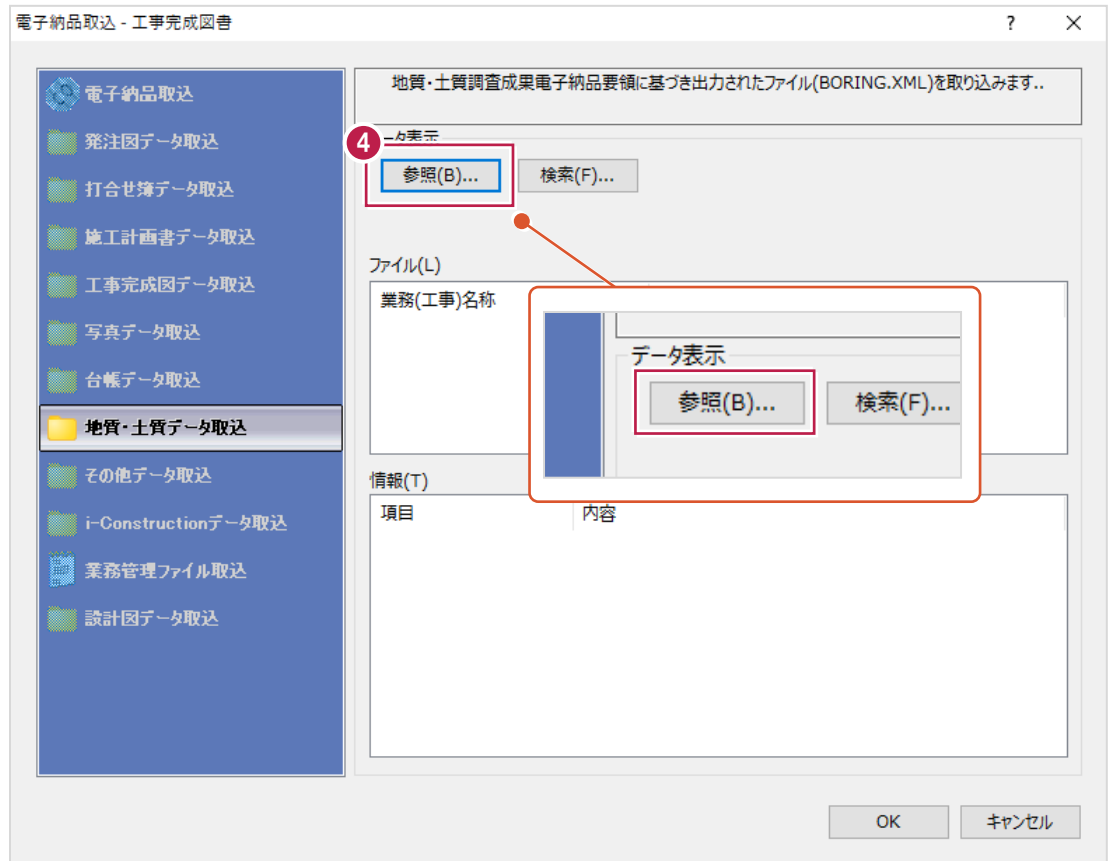 電子納品取込 - 工事完成図書
?
電子納品取込
発注図データ取込
打合せ簿データ取込
施工計画書データ取込
工事完成図データ取込
写真データ取込
台帳データ取込
地質・土質データ取込
その他データ取込
i-Constructionデータ取込
業務管理ファイル取込
設計図データ取込
地質・土質調査成果電子納品要領に基づき出力されたファイル(BORING.XML)を取り込みます..
4
データ表示
参照(B)... 検索(F)...
ファイル(L)
業務(工事)名称
データ表示
参照(B)... 検索(F)...
情報(T)
項目 内容
OK キャンセル